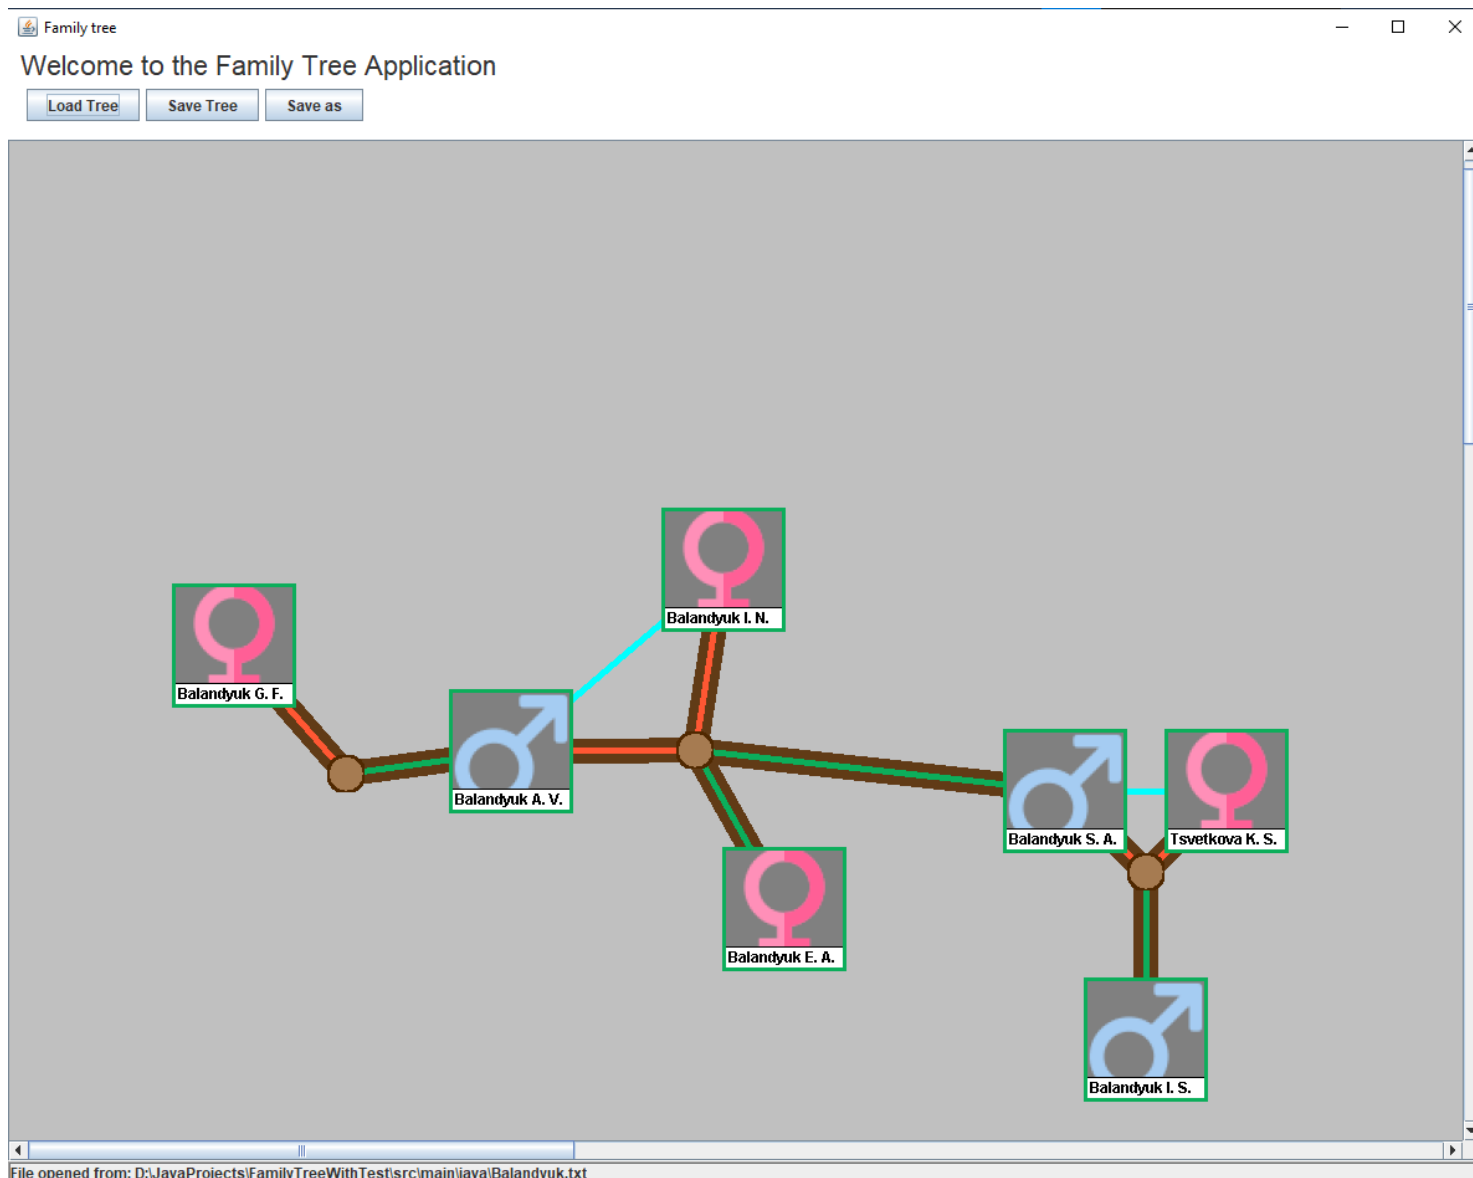 Family tree
Welcome to the Family Tree Application
Load Tree Save Tree Save as
Balandyuk I. N.
Balandyuk G. F.
Balandyuk A. V.
Balandyuk S. A. Tsvetkova K. S.
Balandyuk E. A.
Balandyuk I. S.
File opened from: D:\JavaProjects\FamilyTreeWithTest\src\main\java\Balandyuk.txt